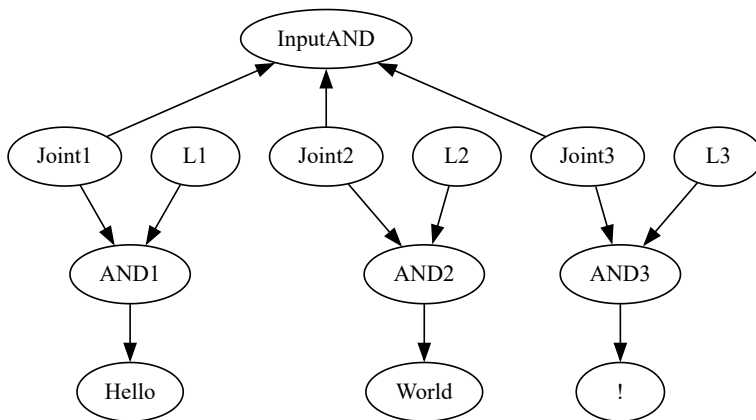 InputAND
Joint1 L1 Joint2 L2 Joint3 L3
AND1 AND2 AND3
Hello World !